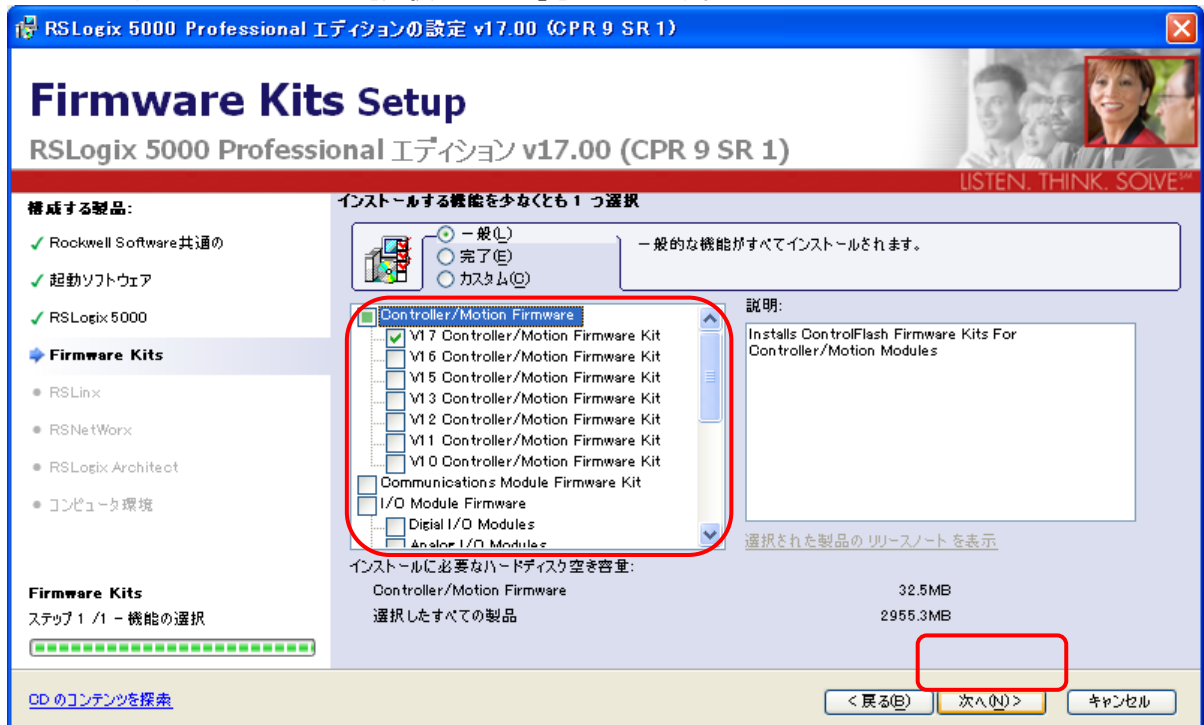 RSLogix 5000 Professional エディションの設定 v17.00 (CPR 9 SR 1)
Firmware Kits Setup
RSLogix 5000 Professional エディション v17.00 (CPR 9 SR 1)
LISTEN. THINK. SOLVE.℠
構成する製品:
Rockwell Software共通の
起動ソフトウェア
RSLogix 5000
Firmware Kits
RSLinx
RSNetWorx
RSLogix Architect
コンピュータ環境
Firmware Kits
ステップ 1 /1 - 機能の選択
インストールする機能を少なくとも 1 つ選択
一般(L)
完了(E)
カスタム(C)
一般的な機能がすべてインストールされます。
Controller/Motion Firmware
V17 Controller/Motion Firmware Kit
V16 Controller/Motion Firmware Kit
V15 Controller/Motion Firmware Kit
V13 Controller/Motion Firmware Kit
V12 Controller/Motion Firmware Kit
V11 Controller/Motion Firmware Kit
V10 Controller/Motion Firmware Kit
Communications Module Firmware Kit
I/O Module Firmware
Digial I/O Modules
Analog I/O Modules
説明:
Installs ControlFlash Firmware Kits For
Controller/Motion Modules
選択された製品の リリースノート を表示
インストールに必要なハードディスク空き容量:
Controller/Motion Firmware 32.5MB
選択したすべての製品 2955.3MB
CD のコンテンツを探索
< 戻る(B)
次へ(N) >
キャンセル